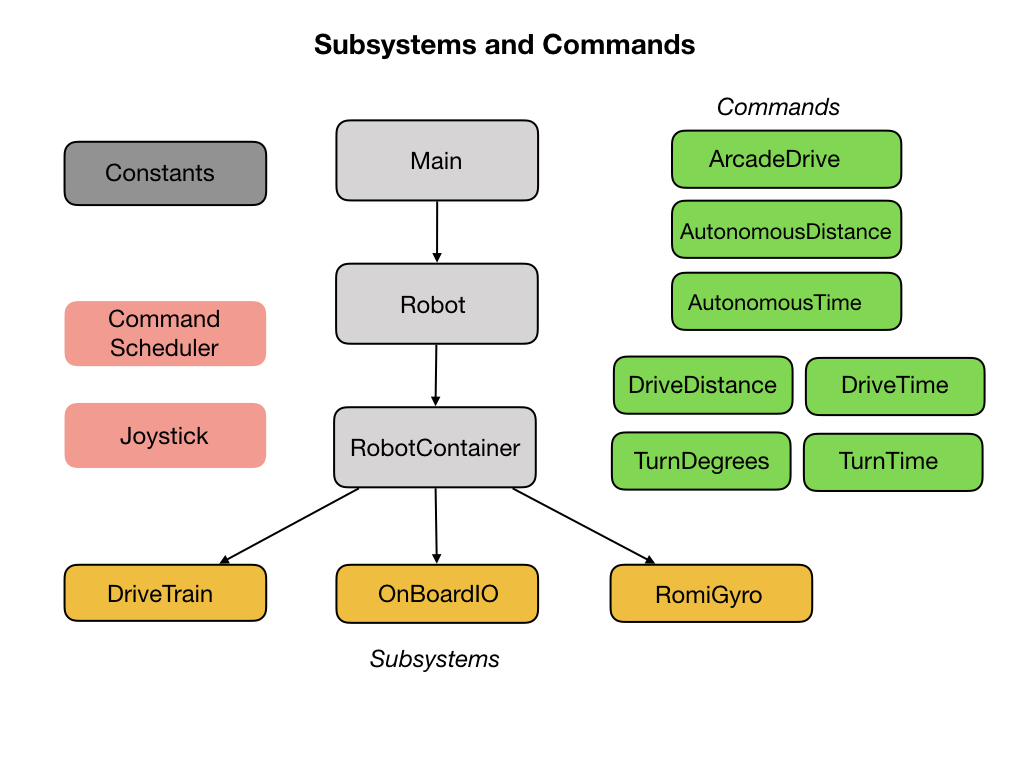 Subsystems and Commands
Commands
Constants
Main
ArcadeDrive
AutonomousDistance
Robot
AutonomousTime
Command
Scheduler
DriveDistance
DriveTime
Joystick
RobotContainer
TurnDegrees
TurnTime
DriveTrain
OnBoardIO
RomiGyro
Subsystems